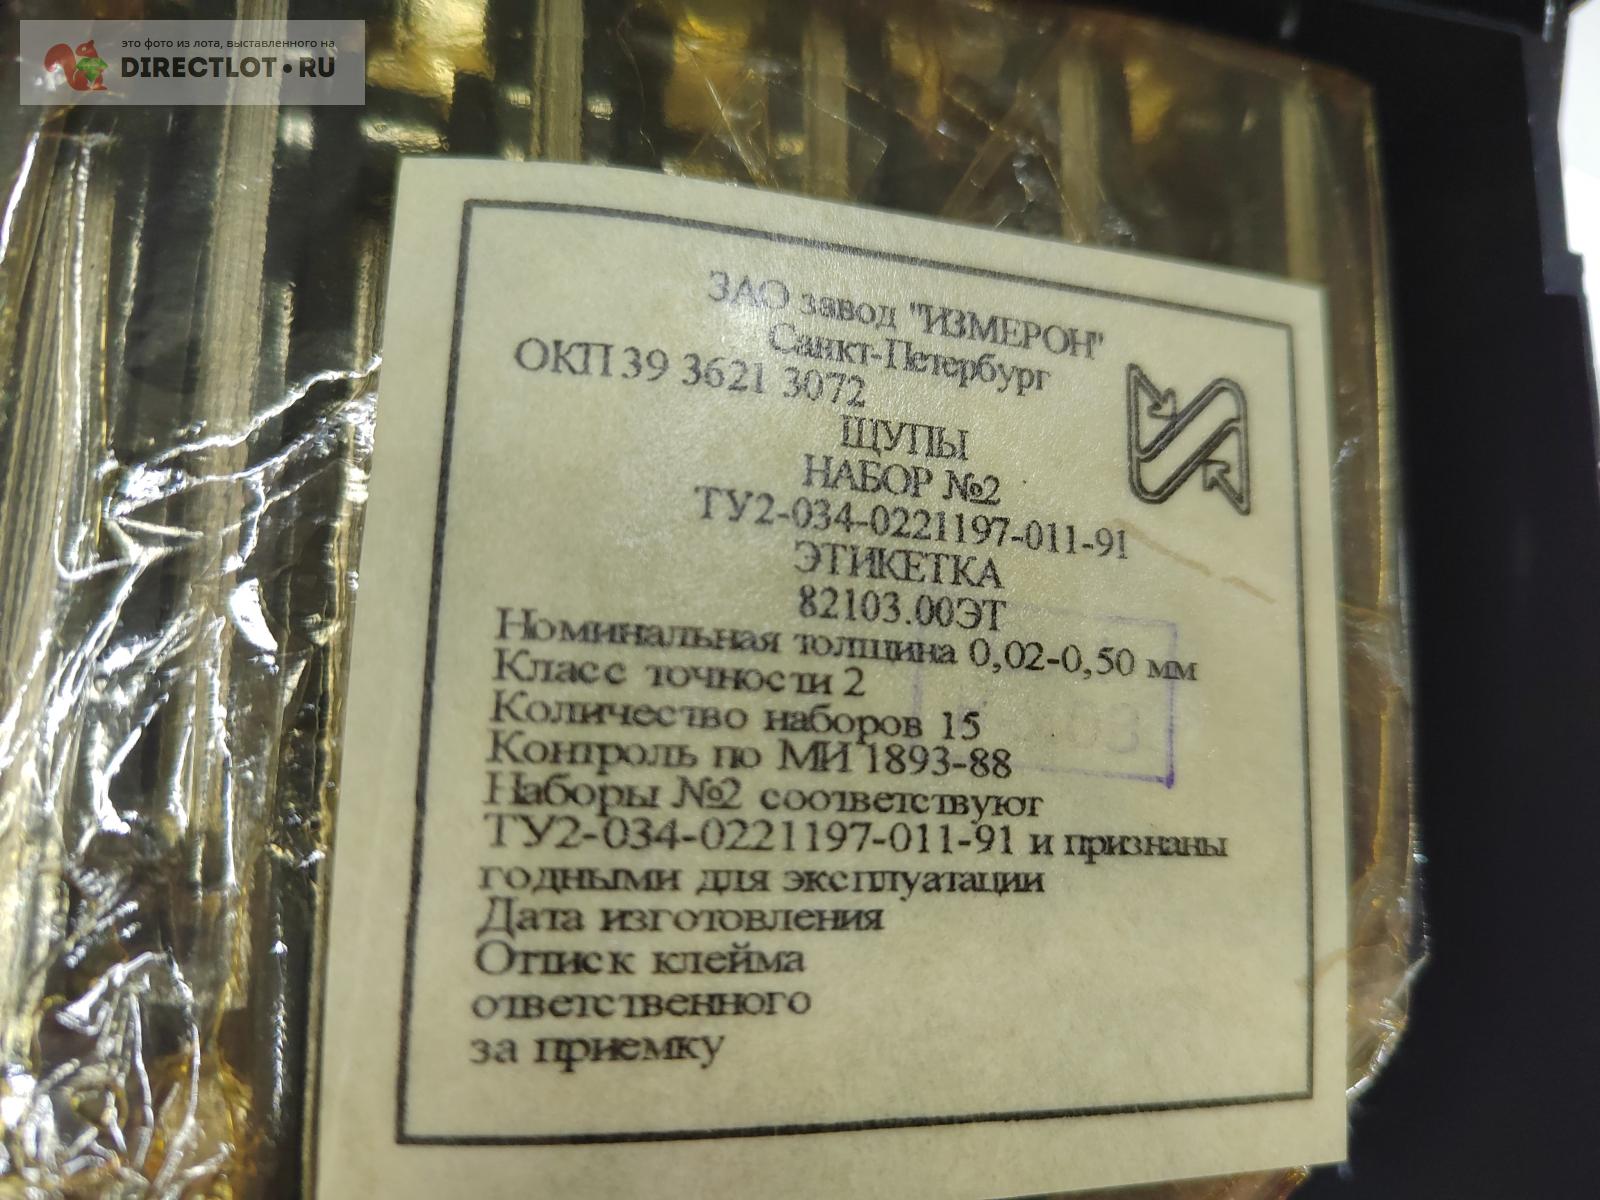 это фото из лота, выставленного на
DIRECTLOT•RU
ЗАО завод "ИЗМЕРОН"
Санкт-Петербург
ОКП 39 3621 3072
ЩУПЫ
НАБОР №2
ТУ2-034-0221197-011-91
ЭТИКЕТКА
82103.00ЭТ
Номинальная толщина 0,02-0,50 мм
Класс точности 2
Количество наборов 15
Контроль по МИ 1893-88
Наборы №2 соответствуют
ТУ2-034-0221197-011-91 и признаны
годными для эксплуатации
Дата изготовления
Оттиск клейма
ответственного
за приемку